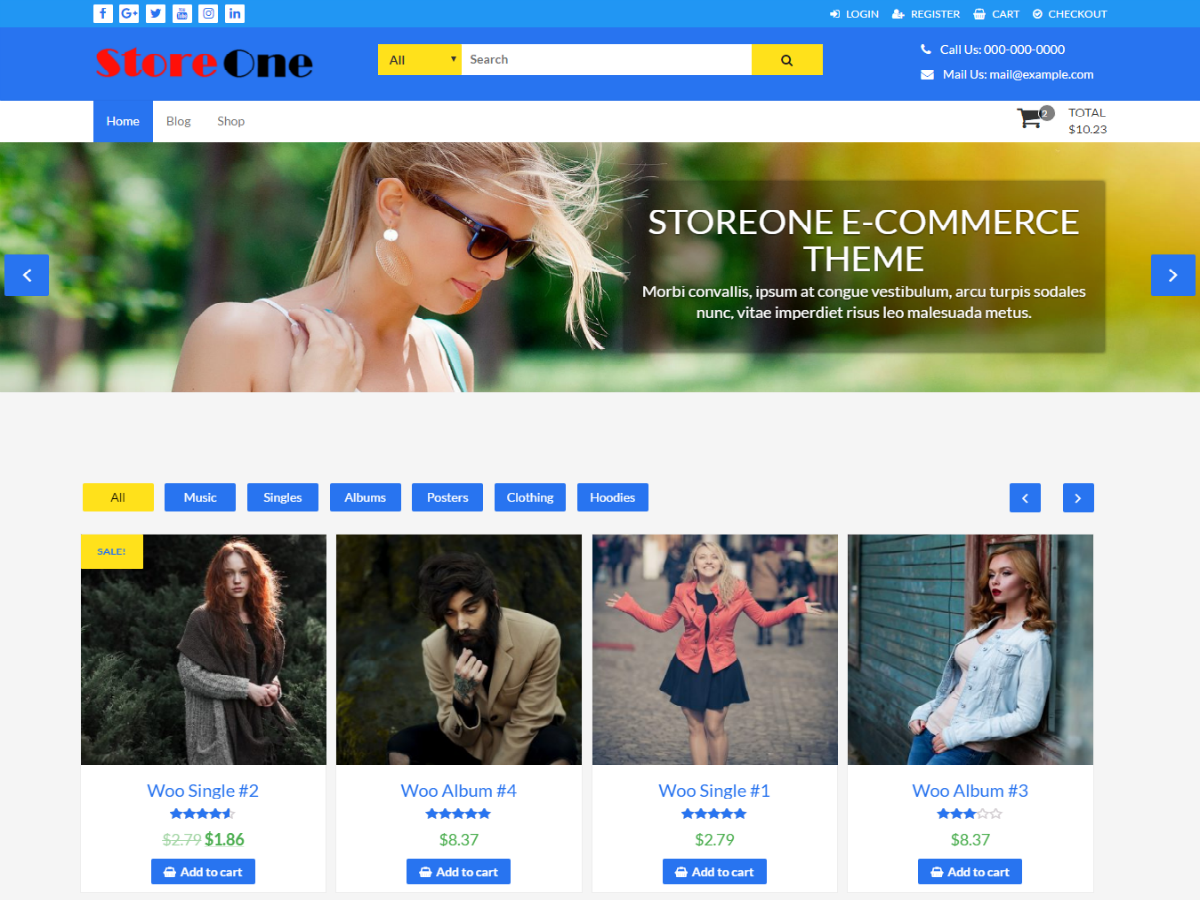 LOGIN REGISTER CART CHECKOUT
Store One
All Search
Call Us: 000-000-0000
Mail Us: mail@example.com
Home Blog Shop
2
TOTAL
$10.23
STOREONE E-COMMERCE
THEME
Morbi convallis, ipsum at congue vestibulum, arcu turpis sodales
nunc, vitae imperdiet risus leo malesuada metus.
All Music Singles Albums Posters Clothing Hoodies
SALE!
Woo Single #2
$2.79 $1.86
Add to cart
Woo Album #4
$8.37
Add to cart
Woo Single #1
$2.79
Add to cart
Woo Album #3
$8.37
Add to cart